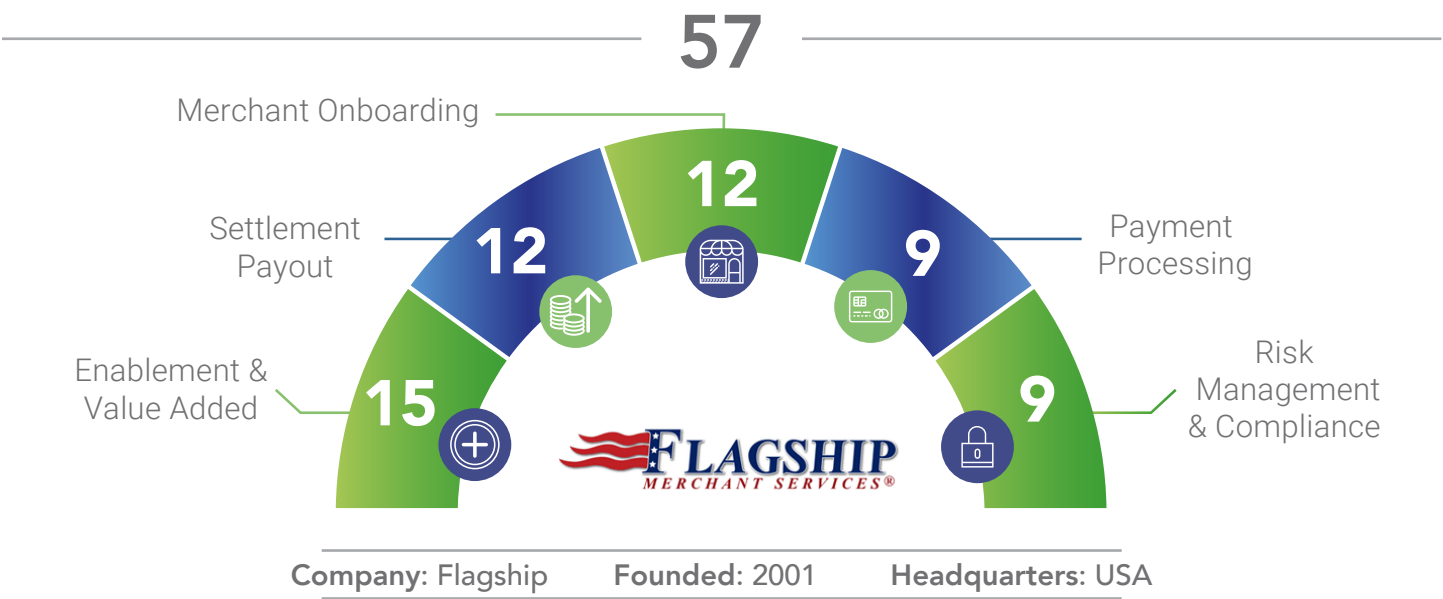 57
Merchant Onboarding
12
Settlement
Payout
12
9
Payment
Processing
Enablement &
Value Added
15
9
Risk
Management
& Compliance
FLAGSHIP
MERCHANT SERVICES®
Company: Flagship Founded: 2001 Headquarters: USA